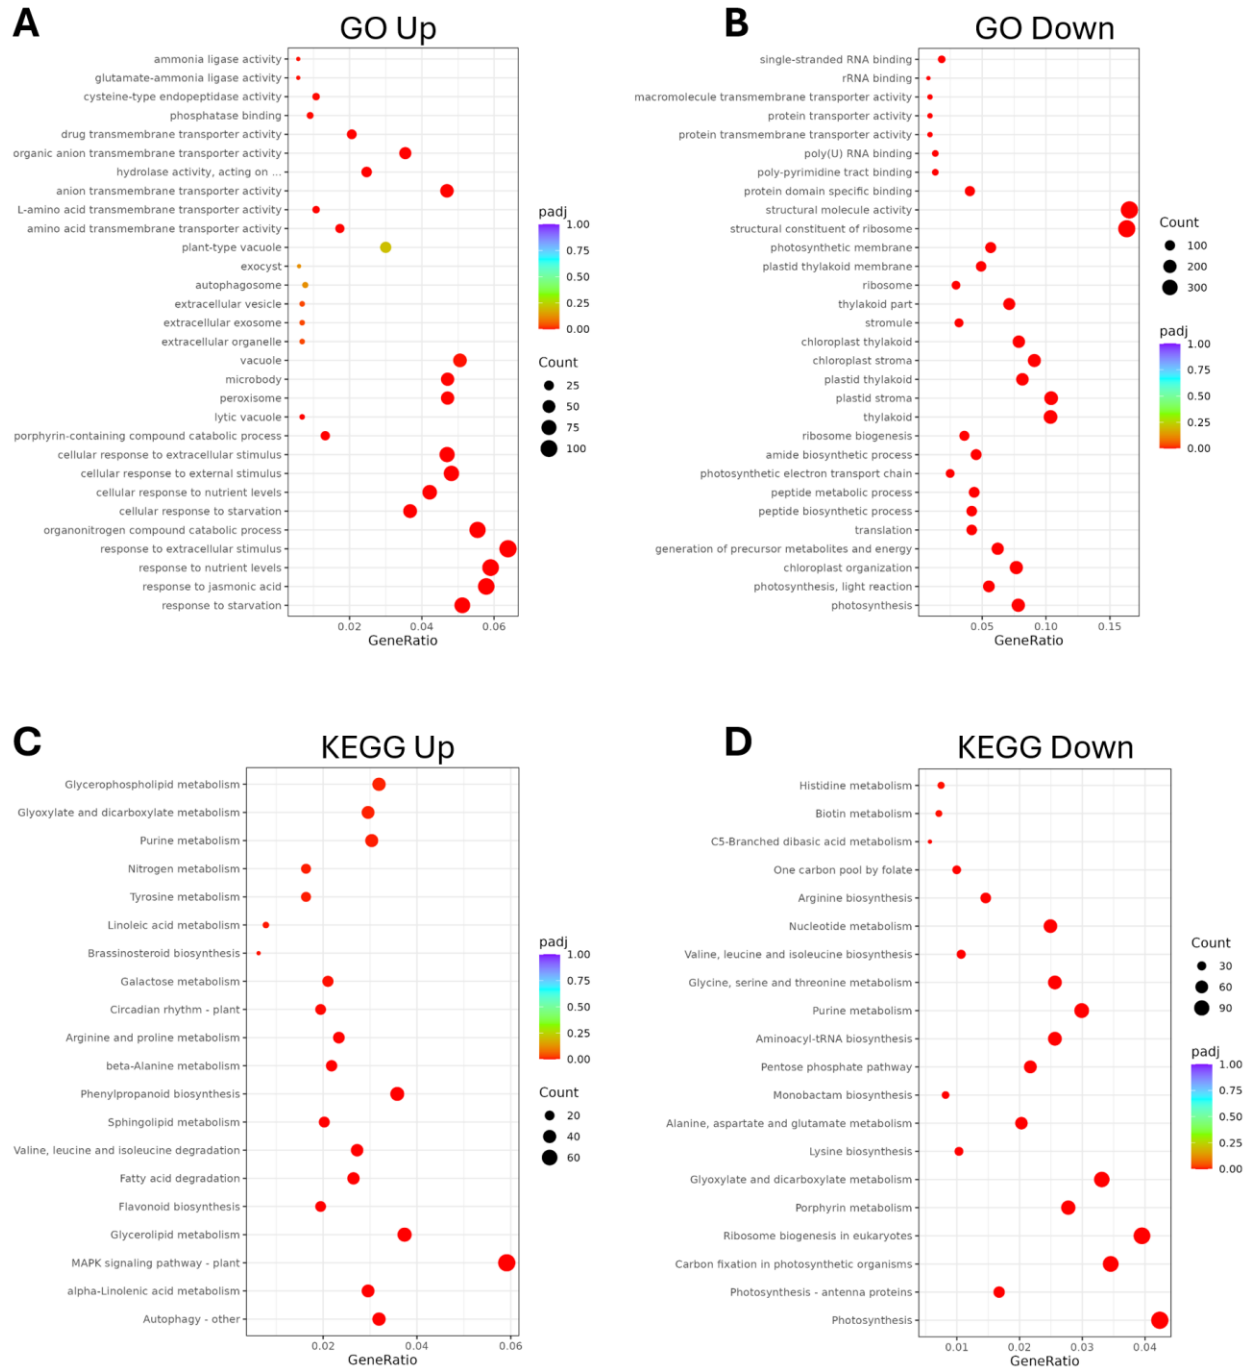 A
GO Up
ammonia ligase activity
glutamate-ammonia ligase activity
cysteine-type endopeptidase activity
phosphatase binding
drug transmembrane transporter activity
organic anion transmembrane transporter activity
hydrolase activity, acting on ...
anion transmembrane transporter activity
L-amino acid transmembrane transporter activity
amino acid transmembrane transporter activity
plant-type vacuole
exocyst
autophagosome
extracellular vesicle
extracellular exosome
extracellular organelle
vacuole
microbody
peroxisome
lytic vacuole
porphyrin-containing compound catabolic process
cellular response to extracellular stimulus
cellular response to external stimulus
cellular response to nutrient levels
cellular response to starvation
organonitrogen compound catabolic process
response to extracellular stimulus
response to nutrient levels
response to jasmonic acid
response to starvation
0.02 0.04 0.06
GeneRatio
padj
1.00
0.75
0.50
0.25
0.00
Count
25
50
75
100
B
GO Down
single-stranded RNA binding
rRNA binding
macromolecule transmembrane transporter activity
protein transporter activity
protein transmembrane transporter activity
poly(U) RNA binding
poly-pyrimidine tract binding
protein domain specific binding
structural molecule activity
structural constituent of ribosome
photosynthetic membrane
plastid thylakoid membrane
ribosome
thylakoid part
stromule
chloroplast thylakoid
chloroplast stroma
plastid thylakoid
plastid stroma
thylakoid
ribosome biogenesis
amide biosynthetic process
photosynthetic electron transport chain
peptide metabolic process
peptide biosynthetic process
translation
generation of precursor metabolites and energy
chloroplast organization
photosynthesis, light reaction
photosynthesis
0.05 0.10 0.15
GeneRatio
Count
100
200
300
padj
1.00
0.75
0.50
0.25
0.00
C
KEGG Up
Glycerophospholipid metabolism
Glyoxylate and dicarboxylate metabolism
Purine metabolism
Nitrogen metabolism
Tyrosine metabolism
Linoleic acid metabolism
Brassinosteroid biosynthesis
Galactose metabolism
Circadian rhythm - plant
Arginine and proline metabolism
beta-Alanine metabolism
Phenylpropanoid biosynthesis
Sphingolipid metabolism
Valine, leucine and isoleucine degradation
Fatty acid degradation
Flavonoid biosynthesis
Glycerolipid metabolism
MAPK signaling pathway - plant
alpha-Linolenic acid metabolism
Autophagy - other
0.02 0.04 0.06
GeneRatio
padj
1.00
0.75
0.50
0.25
0.00
Count
20
40
60
D
KEGG Down
Histidine metabolism
Biotin metabolism
C5-Branched dibasic acid metabolism
One carbon pool by folate
Arginine biosynthesis
Nucleotide metabolism
Valine, leucine and isoleucine biosynthesis
Glycine, serine and threonine metabolism
Purine metabolism
Aminoacyl-tRNA biosynthesis
Pentose phosphate pathway
Monobactam biosynthesis
Alanine, aspartate and glutamate metabolism
Lysine biosynthesis
Glyoxylate and dicarboxylate metabolism
Porphyrin metabolism
Ribosome biogenesis in eukaryotes
Carbon fixation in photosynthetic organisms
Photosynthesis - antenna proteins
Photosynthesis
0.01 0.02 0.03 0.04
GeneRatio
Count
30
60
90
padj
1.00
0.75
0.50
0.25
0.00